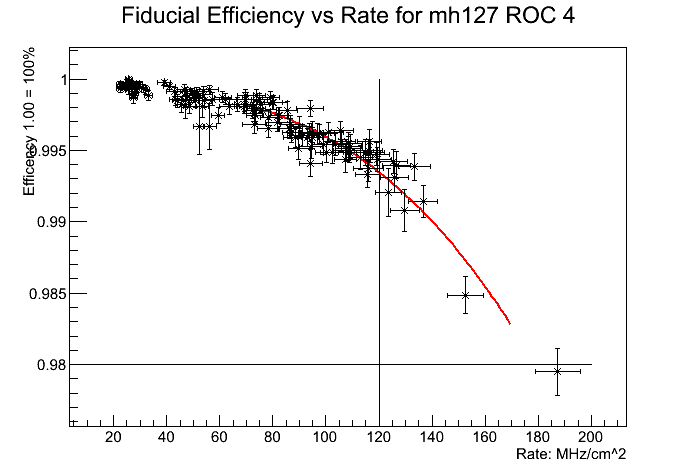 Fiducial Efficiency vs Rate for mh127 ROC 4
Efficency 1.00 = 100%
1
0.995
0.99
0.985
0.98
20 40 60 80 100 120 140 160 180 200
Rate: MHz/cm^2